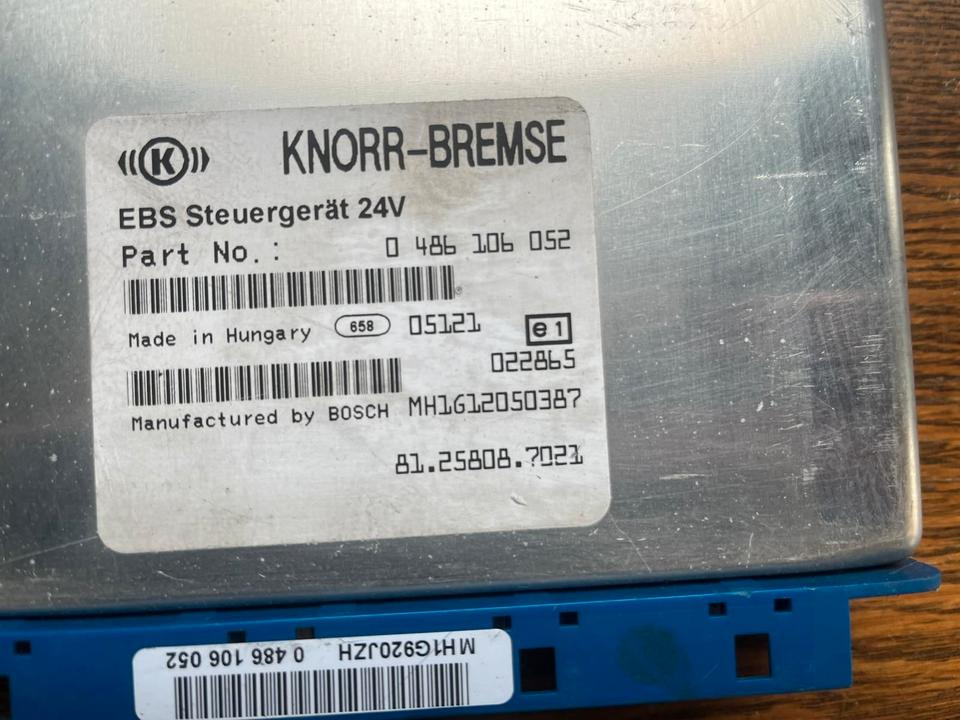 K KNORR-BREMSE
EBS Steuergerät 24V
Part No.: 0 486 106 052
Made in Hungary 658 05121 e1
022865
Manufactured by BOSCH MH1G12050387
81.25808.7021
MH1G920JZH 0 486 106 052